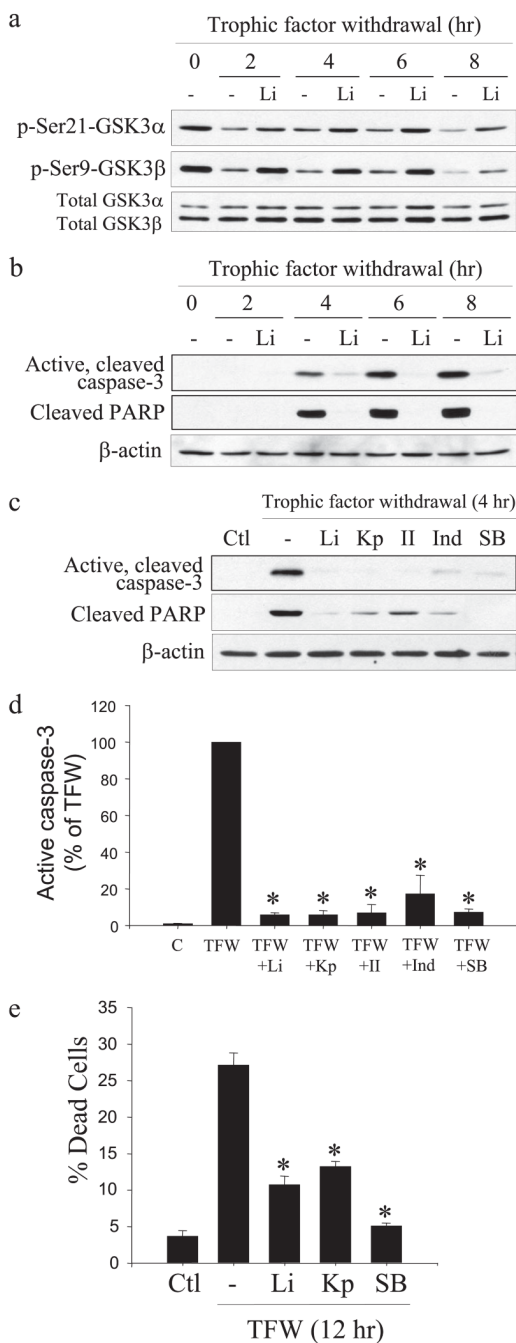 a
Trophic factor withdrawal (hr)
0 2 4 6 8
- - Li - Li - Li - Li
p-Ser21-GSK3α
p-Ser9-GSK3β
Total GSK3α
Total GSK3β
b
Trophic factor withdrawal (hr)
0 2 4 6 8
- - Li - Li - Li - Li
Active, cleaved
caspase-3
Cleaved PARP
β-actin
c
Trophic factor withdrawal (4 hr)
Ctl - Li Kp II Ind SB
Active, cleaved
caspase-3
Cleaved PARP
β-actin
d
Active caspase-3
(% of TFW)
120
100
80
60
40
20
0
* * * * *
C TFW TFW TFW TFW TFW TFW
+Li +Kp +II +Ind +SB
e
% Dead Cells
35
30
25
20
15
10
5
0
* * *
Ctl - Li Kp SB
TFW (12 hr)